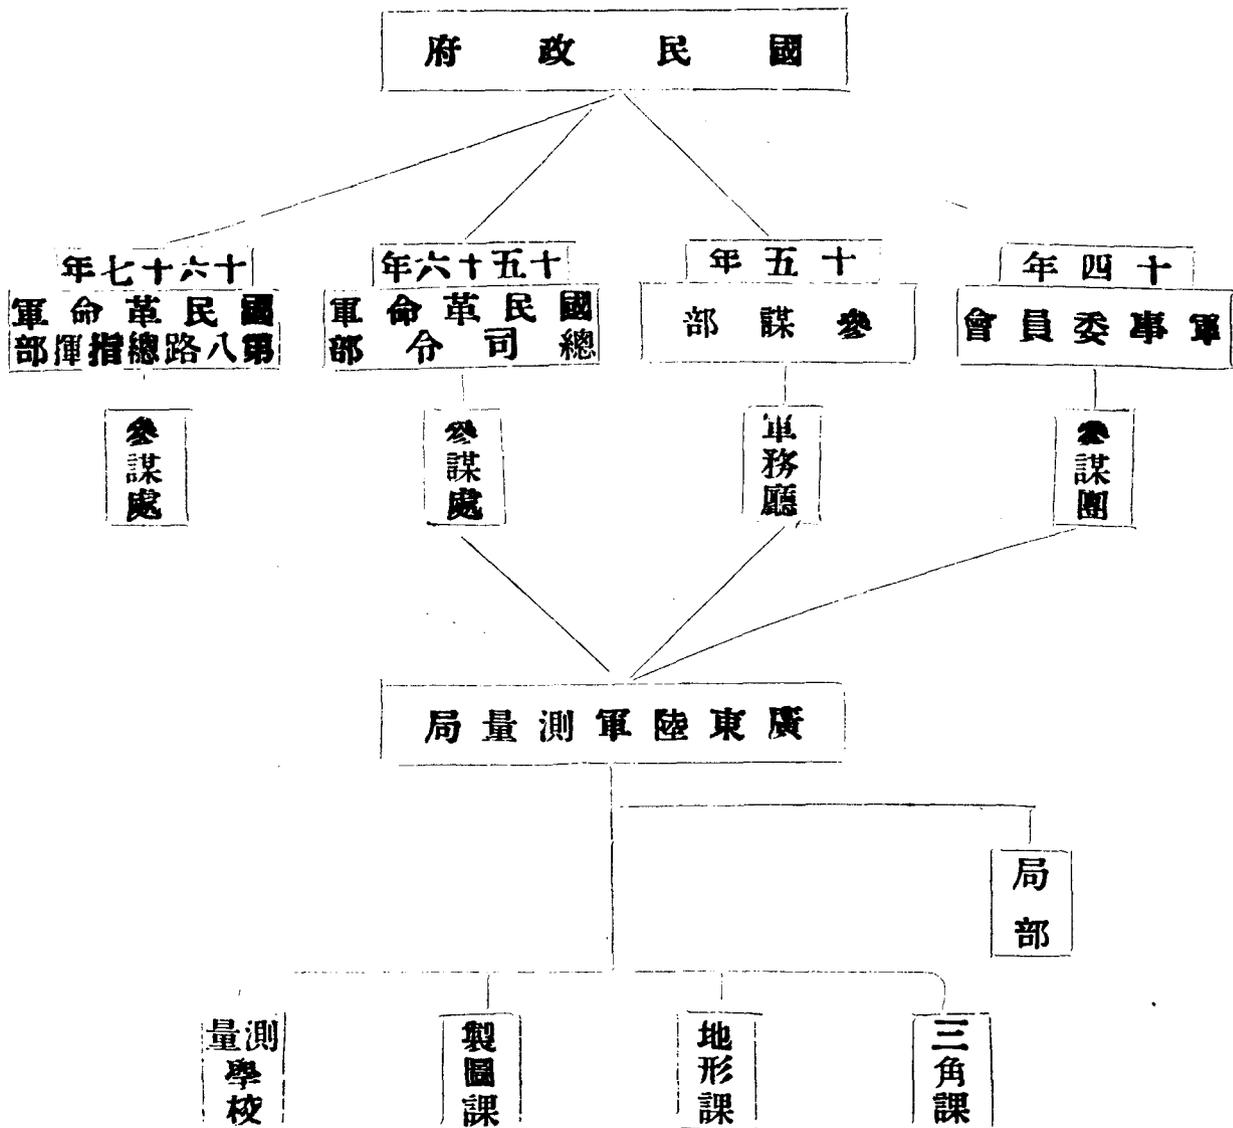 國民政府
十四年
軍事委員會
參謀團
十五年
參謀部
軍務廳
十五十六年
國民革命軍
總司令部
參謀處
十六十七年
國民革命軍
第八路總指揮部
參謀處
廣東陸軍測量局
局部
三角課
地形課
製圖課
測量
學校